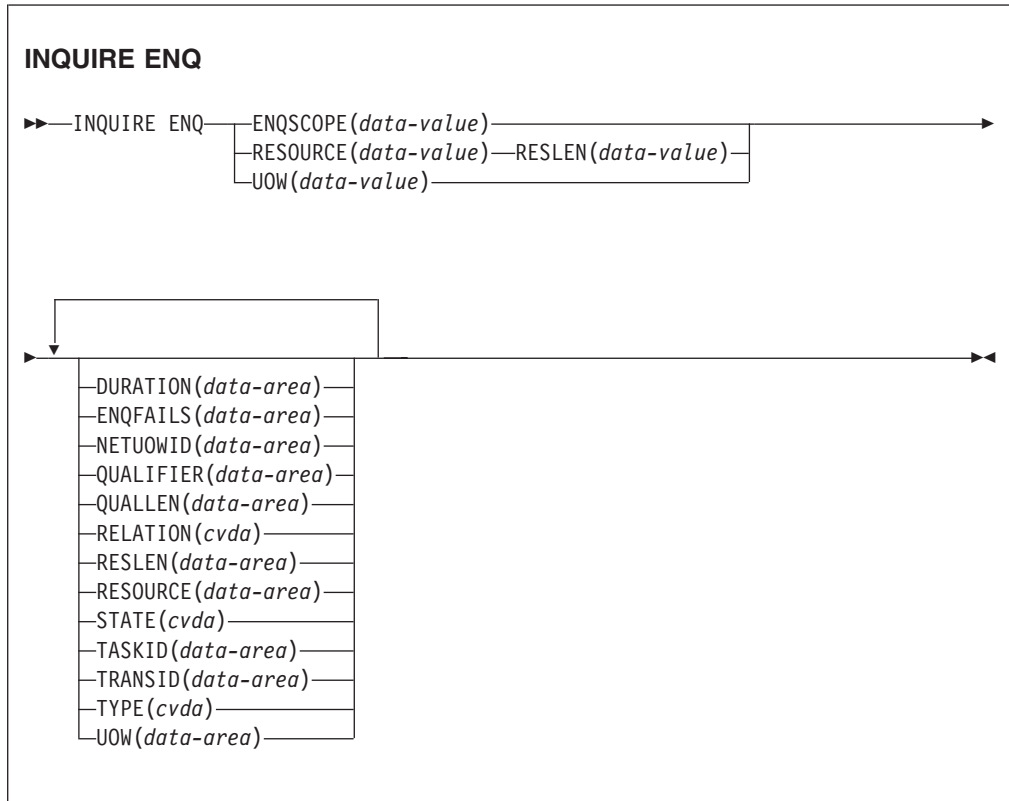 INQUIRE ENQ
INQUIRE ENQ ENQSCOPE(data-value)
RESOURCE(data-value) RESLEN(data-value)
UOW(data-value)
DURATION(data-area)
ENQFAILS(data-area)
NETUOWID(data-area)
QUALIFIER(data-area)
QUALLEN(data-area)
RELATION(cvda)
RESLEN(data-area)
RESOURCE(data-area)
STATE(cvda)
TASKID(data-area)
TRANSID(data-area)
TYPE(cvda)
UOW(data-area)